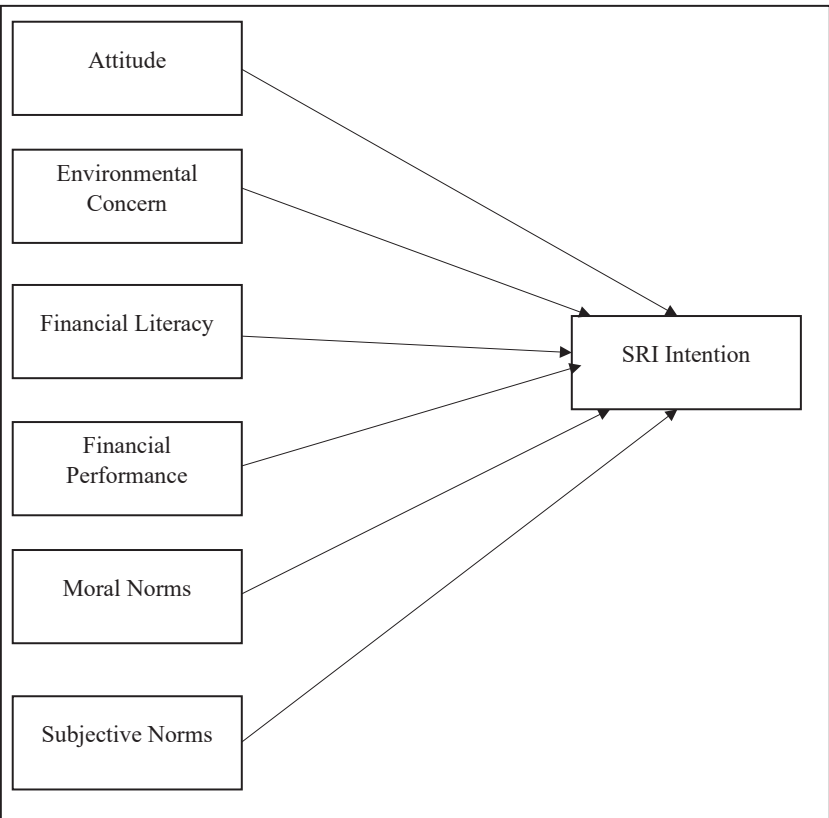 Attitude
Environmental
Concern
Financial Literacy
SRI Intention
Financial
Performance
Moral Norms
Subjective Norms